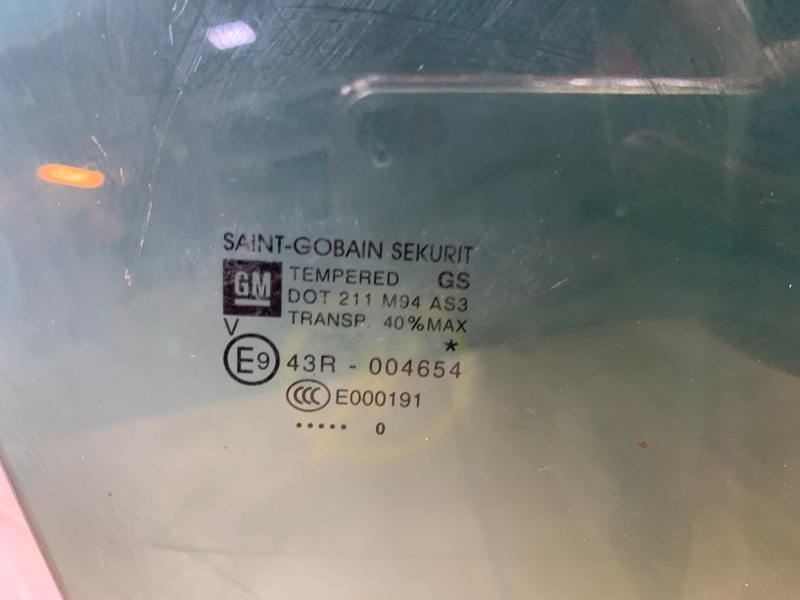 SAINT-GOBAIN SEKURIT
GM TEMPERED GS
DOT 211 M94 AS3
TRANSP. 40%MAX
V *
E9 43R - 004654
CCC E000191
..... 0